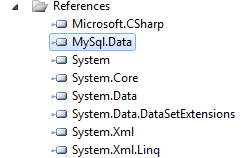 References
Microsoft.CSharp
MySql.Data
System
System.Core
System.Data
System.Data.DataSetExtensions
System.Xml
System.Xml.Linq